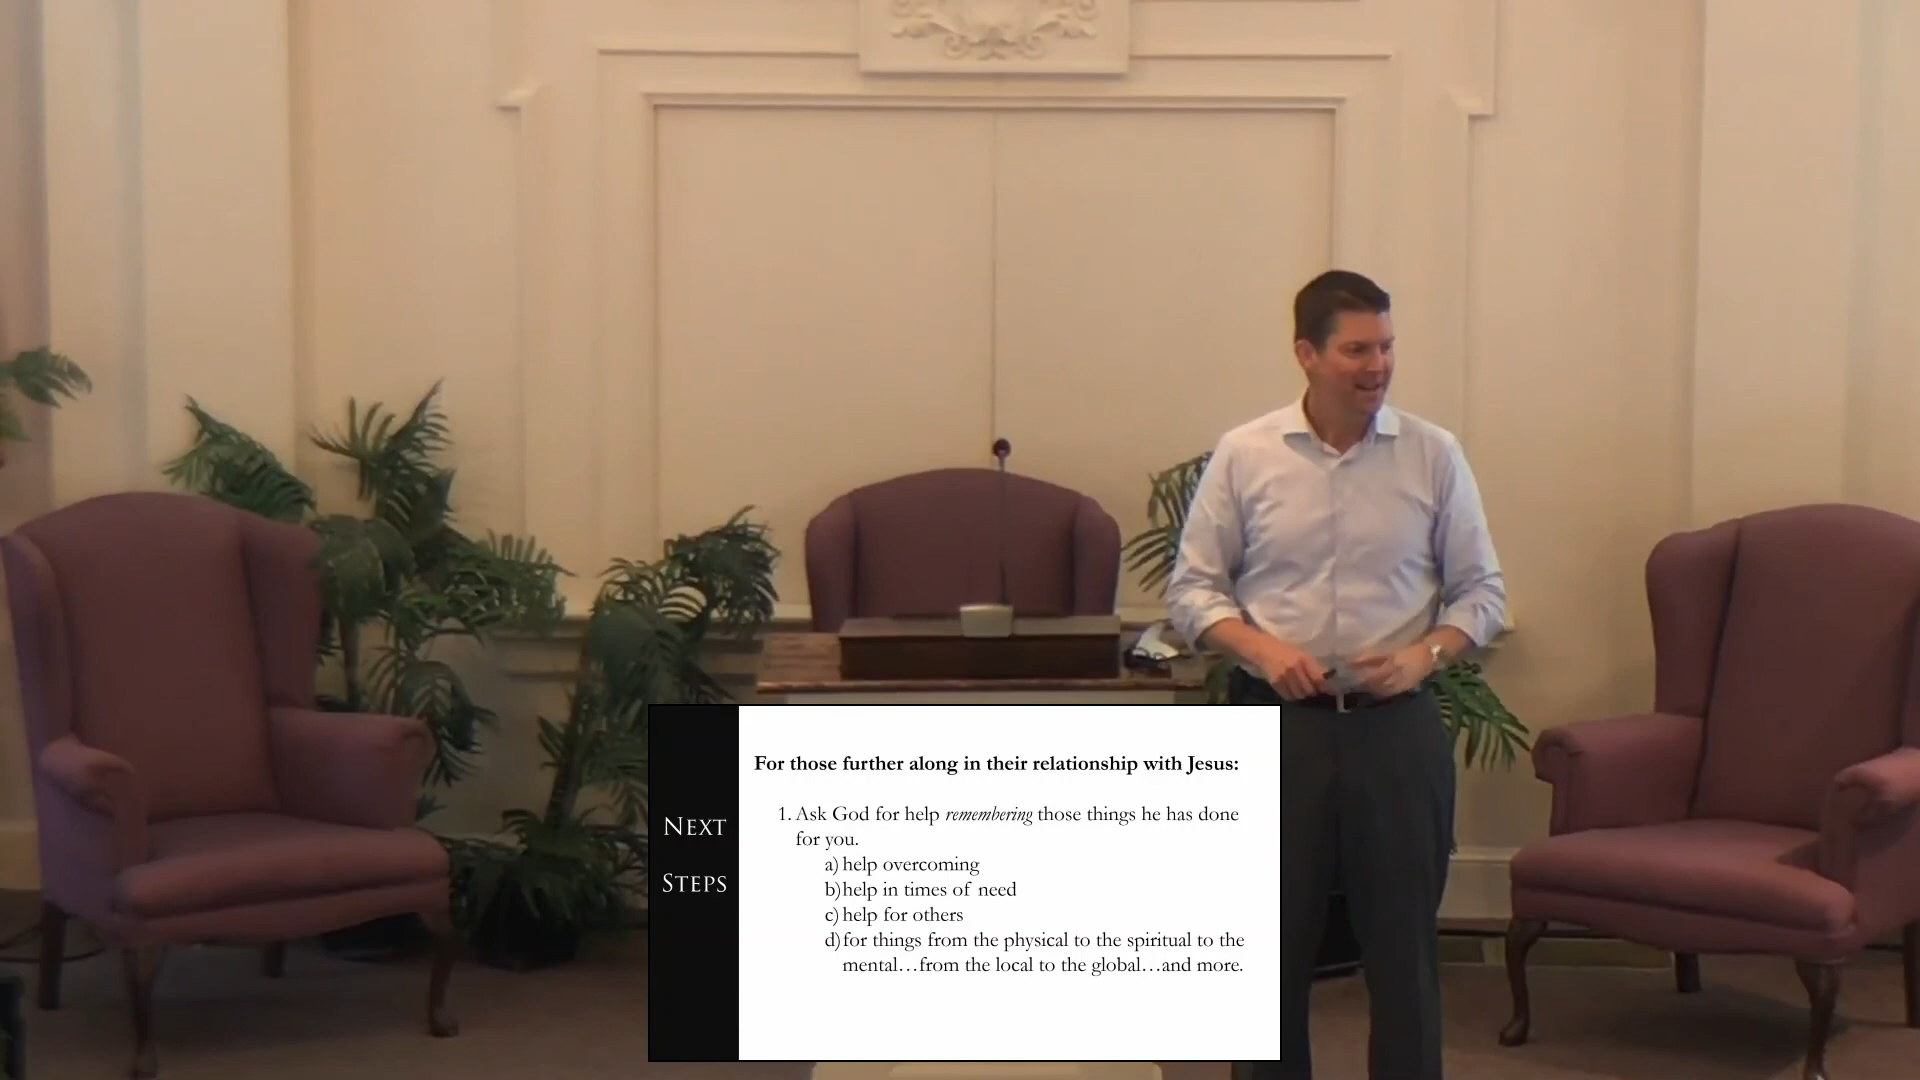 NEXT
STEPS
For those further along in their relationship with Jesus:
1. Ask God for help remembering those things he has done
for you.
a) help overcoming
b) help in times of need
c) help for others
d) for things from the physical to the spiritual to the
mental…from the local to the global…and more.